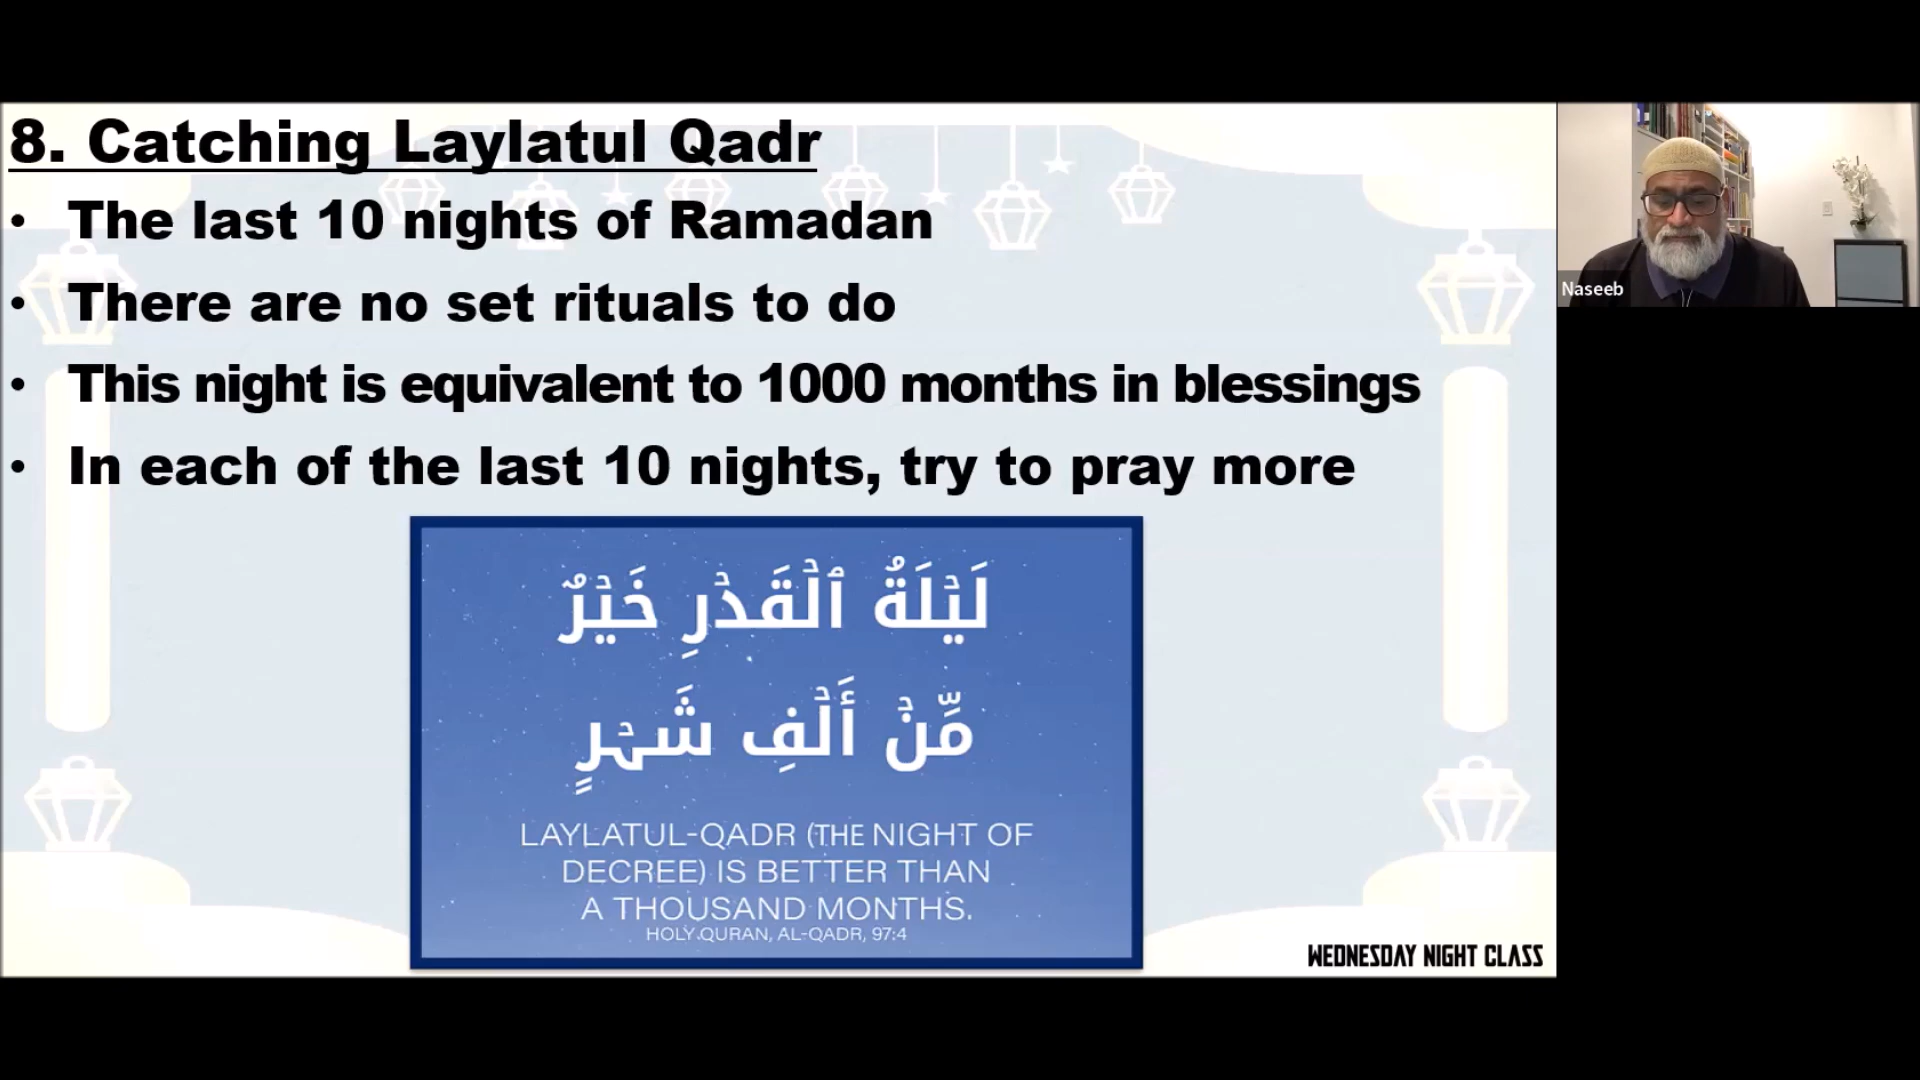 8. Catching Laylatul Qadr
• The last 10 nights of Ramadan
• There are no set rituals to do
• This night is equivalent to 1000 months in blessings
• In each of the last 10 nights, try to pray more
لَيْلَةُ ٱلْقَدْرِ خَيْرٌ
مِّنْ أَلْفِ شَهْرٍ
LAYLATUL-QADR (THE NIGHT OF
DECREE) IS BETTER THAN
A THOUSAND MONTHS.
HOLY QURAN, AL-QADR, 97:4
WEDNESDAY NIGHT CLASS
Naseeb